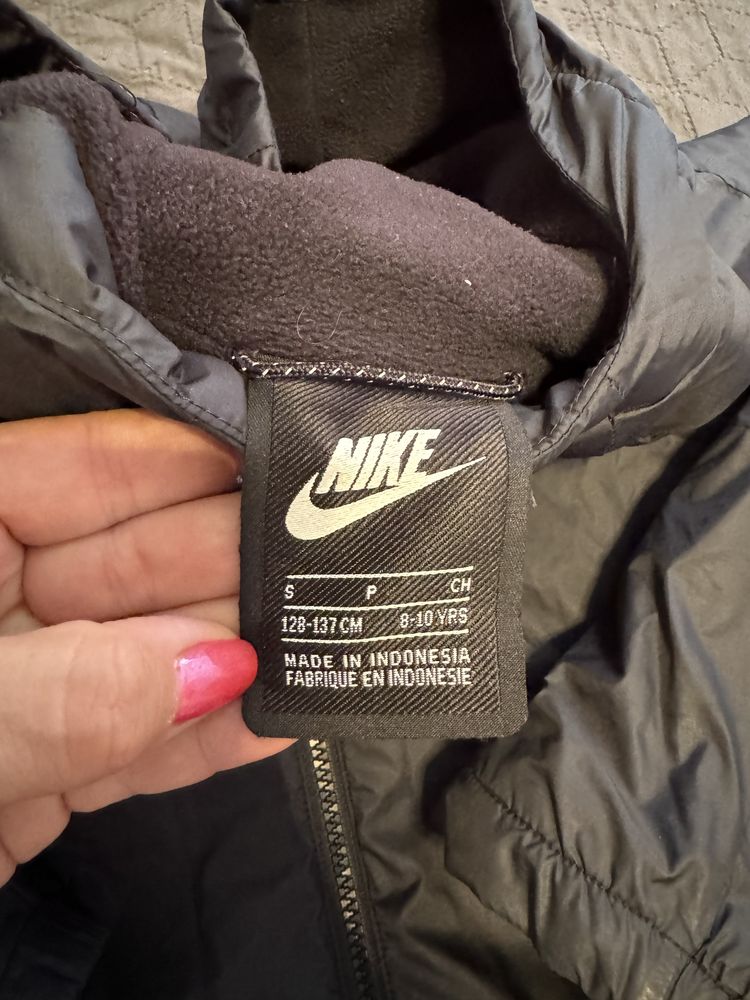 NIKE
S P CH
128-137 CM 8-10 YRS
MADE IN INDONESIA
FABRIQUE EN INDONESIE